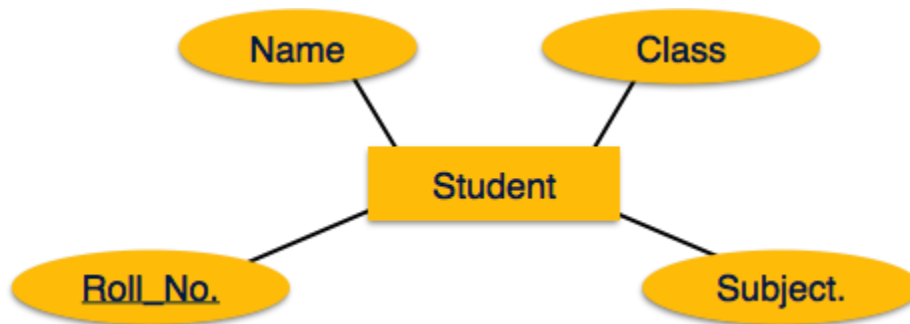 Name
Class
Student
Roll_No.
Subject.